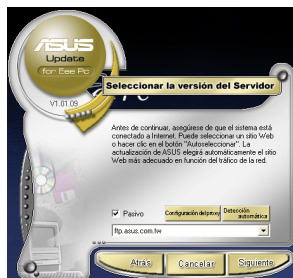 ASUS
Update
for Eee Pc
V1.01.09
Seleccionar la versión del Servidor
Antes de continuar, asegúrese de que el sistema está
conectado a Internet. Puede seleccionar un sitio Web
o hacer clic en el botón "Autoseleccionar". La
actualización de ASUS elegirá automáticamente el sitio
Web más adecuado en función del tráfico de la red.
Pasivo
Configuración del proxy
Detección
automática
ftp.asus.com.tw
Atrás
Cancelar
Siguiente